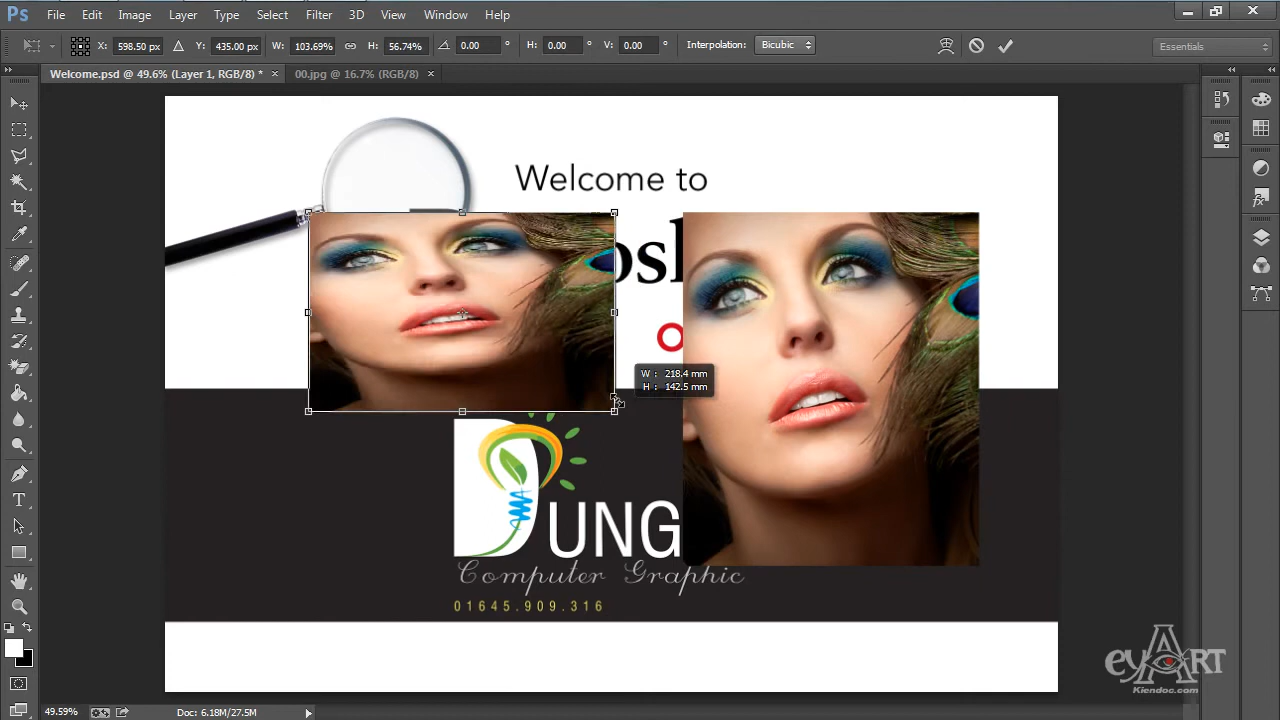 Ps File Edit Image Layer Type Select Filter 3D View Window Help
X: 598.50 px Y: 435.00 px W: 103.69% H: 56.74% 0.00 ° H: 0.00 ° V: 0.00 ° Interpolation: Bicubic Essentials
Welcome.psd @ 49.6% (Layer 1, RGB/8) * × 00.jpg @ 16.7% (RGB/8) ×
Welcome to
osh
o
W : 218.4 mm
H : 142.5 mm
DUNG
Computer Graphic
01645.909.316
eyART
Kiendoc.com
49.59% Doc: 6.18M/27.5M